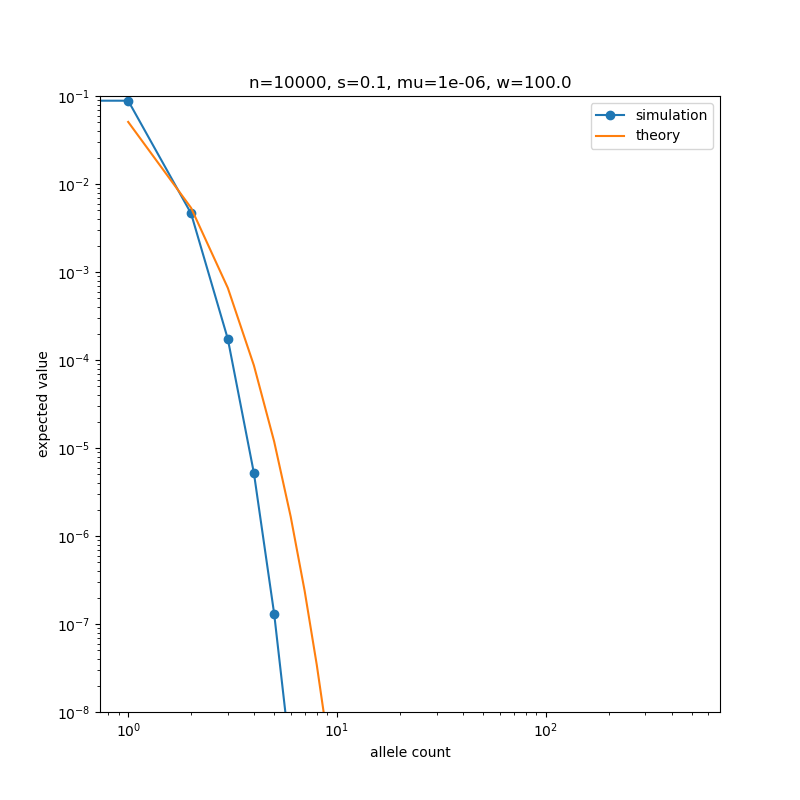 n=10000, s=0.1, mu=1e-06, w=100.0
simulation
theory
10⁻¹
10⁻²
10⁻³
10⁻⁴
10⁻⁵
10⁻⁶
10⁻⁷
10⁻⁸
expected value
10⁰ 10¹ 10²
allele count